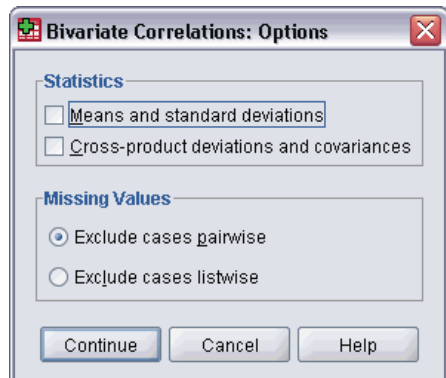 Bivariate Correlations: Options
Statistics
Means and standard deviations
Cross-product deviations and covariances
Missing Values
Exclude cases pairwise
Exclude cases listwise
Continue
Cancel
Help